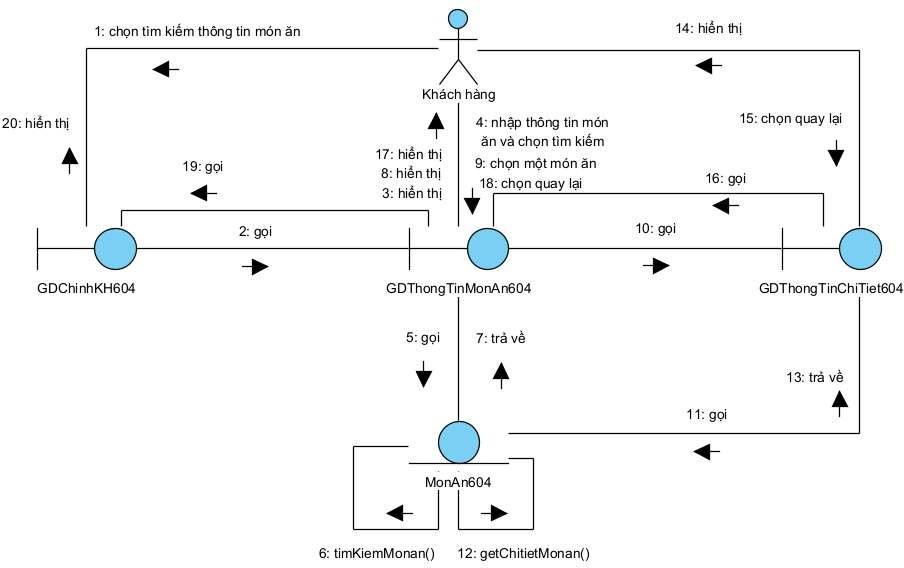 1: chọn tìm kiếm thông tin món ăn
14: hiển thị
Khách hàng
20: hiển thị
4: nhập thông tin món
ăn và chọn tìm kiếm
15: chọn quay lại
17: hiển thị
8: hiển thị
3: hiển thị
9: chọn một món ăn
18: chọn quay lại
19: gọi
16: gọi
2: gọi
10: gọi
GDChinhKH604
GDThongTinMonAn604
GDThongTinChiTiet604
5: gọi
7: trả về
13: trả về
11: gọi
MonAn604
6: timKiemMonan()
12: getChitietMonan()